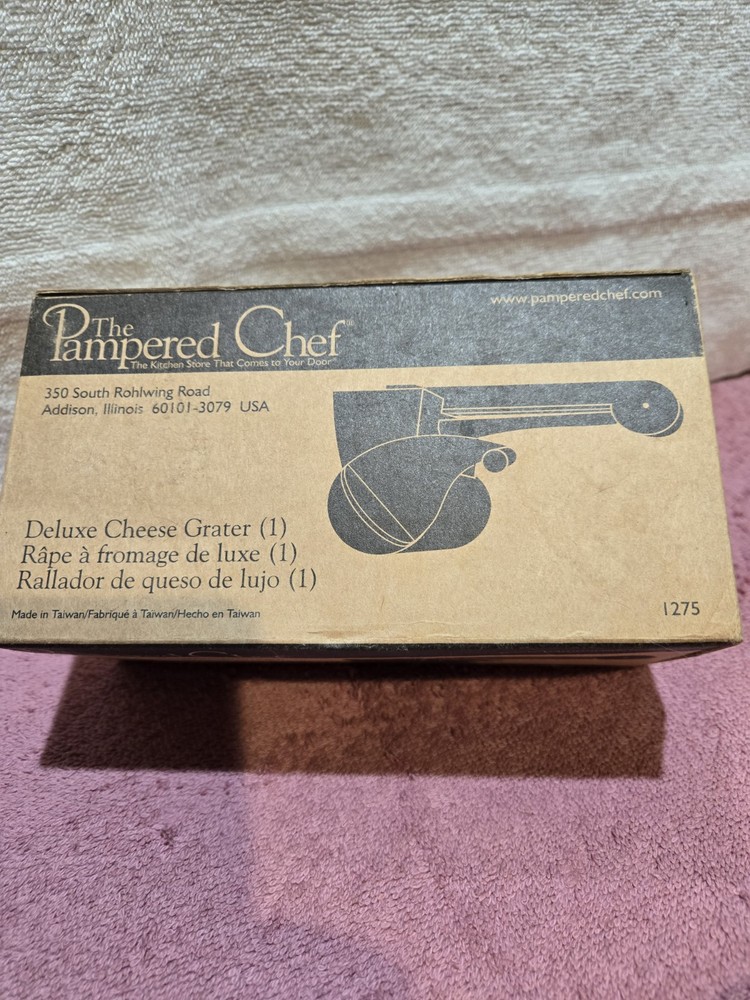 The
Pampered Chef™
The Kitchen Store That Comes to Your Door
www.pamperedchef.com
350 South Rohlwing Road
Addison, Illinois 60101-3079 USA
Deluxe Cheese Grater (1)
Râpe à fromage de luxe (1)
Rallador de queso de lujo (1)
Made in Taiwan/Fabriqué à Taiwan/Hecho en Taiwan
1275